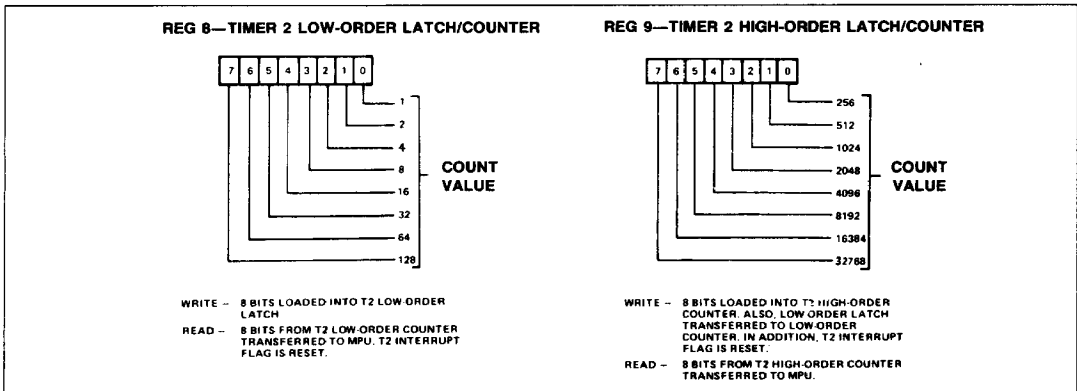 REG 8—TIMER 2 LOW-ORDER LATCH/COUNTER
7 6 5 4 3 2 1 0
1
2
4
8
16
32
64
128
COUNT
VALUE
WRITE – 8 BITS LOADED INTO T2 LOW-ORDER
LATCH
READ – 8 BITS FROM T2 LOW-ORDER COUNTER
TRANSFERRED TO MPU. T2 INTERRUPT
FLAG IS RESET.
REG 9—TIMER 2 HIGH-ORDER LATCH/COUNTER
7 6 5 4 3 2 1 0
256
512
1024
2048
4096
8192
16384
32768
COUNT
VALUE
WRITE – 8 BITS LOADED INTO T2 HIGH-ORDER
COUNTER. ALSO, LOW ORDER LATCH
TRANSFERRED TO LOW-ORDER
COUNTER. IN ADDITION, T2 INTERRUPT
FLAG IS RESET.
READ – 8 BITS FROM T2 HIGH-ORDER COUNTER
TRANSFERRED TO MPU.